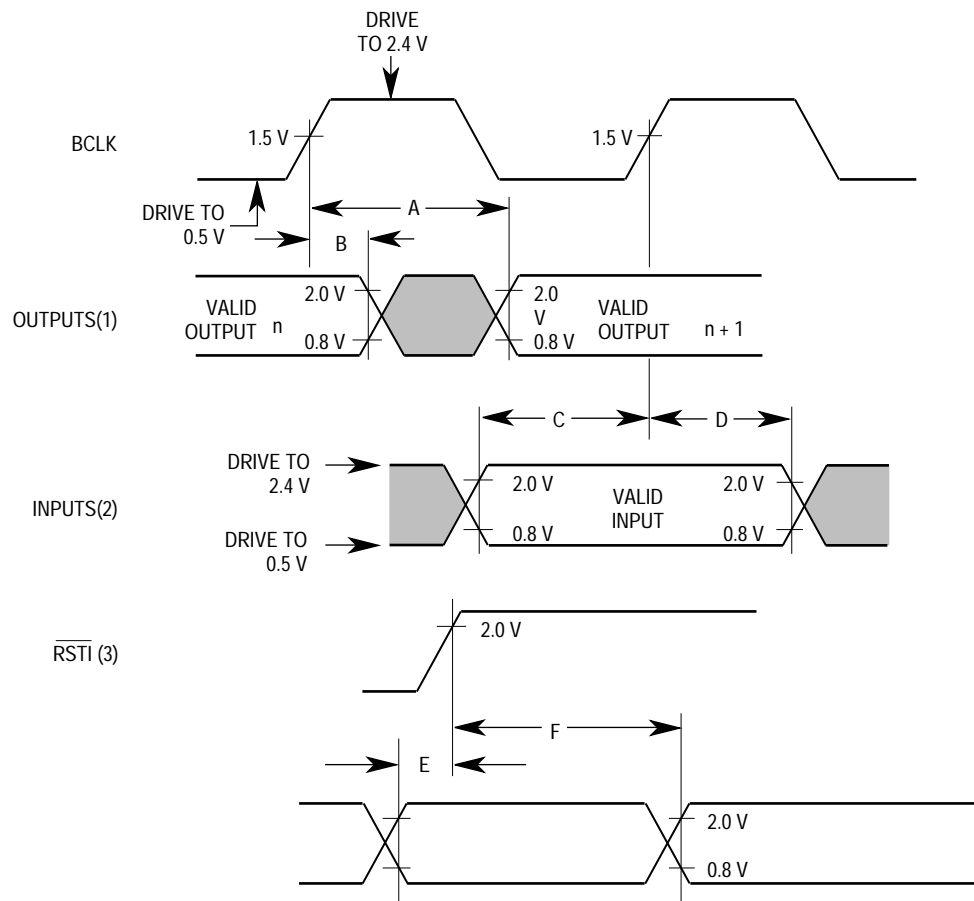 DRIVE
TO 2.4 V
BCLK
1.5 V
1.5 V
DRIVE TO
0.5 V
A
B
OUTPUTS(1)
VALID
OUTPUT n
2.0 V
0.8 V
2.0
V
0.8 V
VALID
OUTPUT
n + 1
C
D
INPUTS(2)
DRIVE TO
2.4 V
DRIVE TO
0.5 V
2.0 V
0.8 V
VALID
INPUT
2.0 V
0.8 V
RSTI (3)
2.0 V
F
E
2.0 V
0.8 V